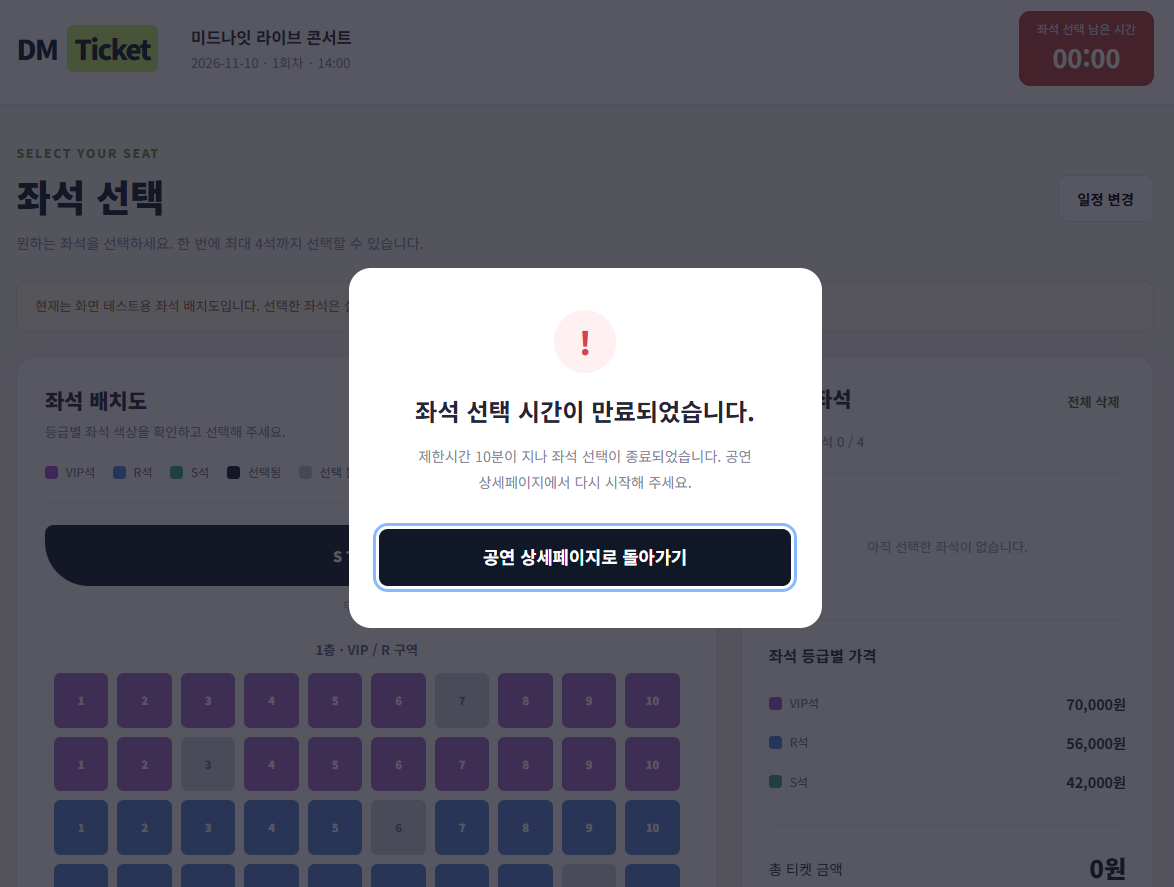 DM Ticket
미드나잇 라이브 콘서트
2026-11-10 · 1회차 · 14:00
좌석 선택 남은 시간
00:00
SELECT YOUR SEAT
좌석 선택
일정 변경
원하는 좌석을 선택하세요. 한 번에 최대 4석까지 선택할 수 있습니다.
현재는 화면 테스트용 좌석 배치도입니다. 선택한 좌석은
!
좌석 선택 시간이 만료되었습니다.
제한시간 10분이 지나 좌석 선택이 종료되었습니다. 공연
상세페이지에서 다시 시작해 주세요.
공연 상세페이지로 돌아가기
좌석 배치도
등급별 좌석 색상을 확인하고 선택해 주세요.
VIP석 R석 S석 선택됨 선택
좌석
전체 삭제
석 0 / 4
아직 선택한 좌석이 없습니다.
1층 · VIP / R 구역
1 2 3 4 5 6 7 8 9 10
1 2 3 4 5 6 7 8 9 10
1 2 3 4 5 6 7 8 9 10
좌석 등급별 가격
VIP석 70,000원
R석 56,000원
S석 42,000원
총 티켓 금액 0원